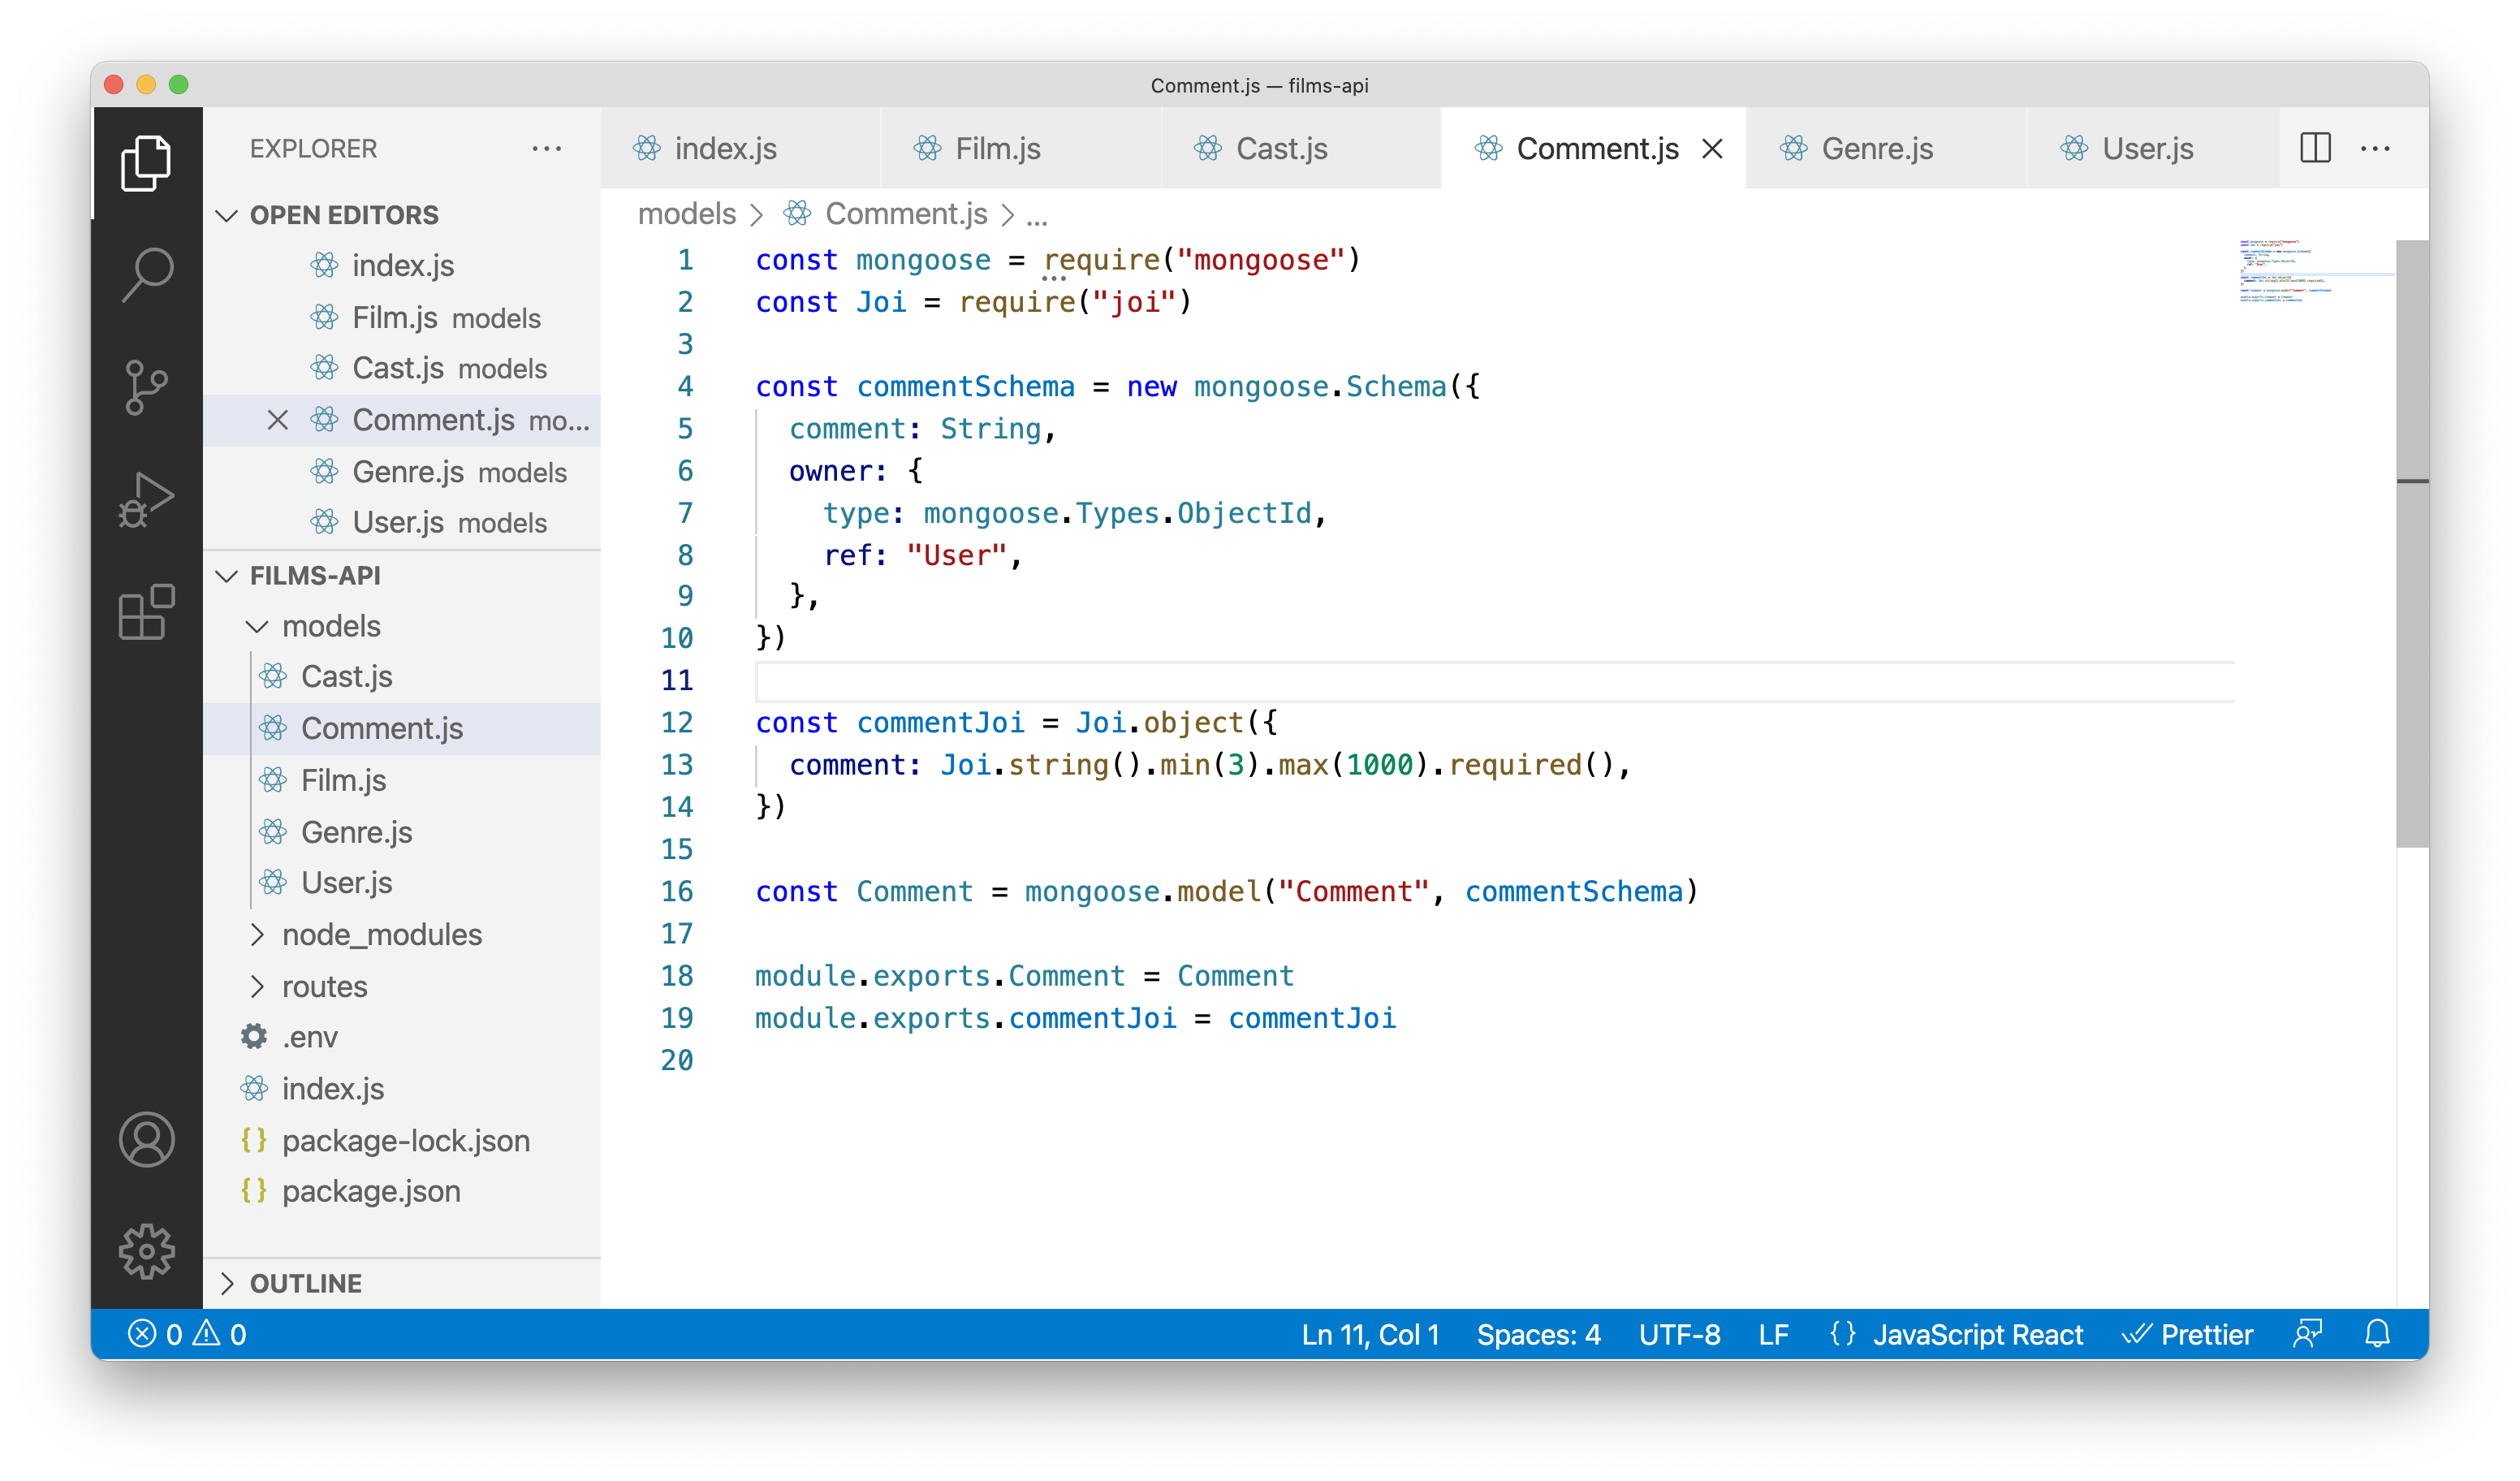 Comment.js — films-api
EXPLORER
OPEN EDITORS
index.js
Film.js models
Cast.js models
Comment.js mo...
Genre.js models
User.js models
FILMS-API
models
Cast.js
Comment.js
Film.js
Genre.js
User.js
node_modules
routes
.env
index.js
package-lock.json
package.json
OUTLINE
index.js Film.js Cast.js Comment.js Genre.js User.js
models > Comment.js > ...
1 const mongoose = require("mongoose")
2 const Joi = require("joi")
3
4 const commentSchema = new mongoose.Schema({
5 comment: String,
6 owner: {
7 type: mongoose.Types.ObjectId,
8 ref: "User",
9 },
10 })
11
12 const commentJoi = Joi.object({
13 comment: Joi.string().min(3).max(1000).required(),
14 })
15
16 const Comment = mongoose.model("Comment", commentSchema)
17
18 module.exports.Comment = Comment
19 module.exports.commentJoi = commentJoi
20
0 0 Ln 11, Col 1 Spaces: 4 UTF-8 LF {} JavaScript React Prettier